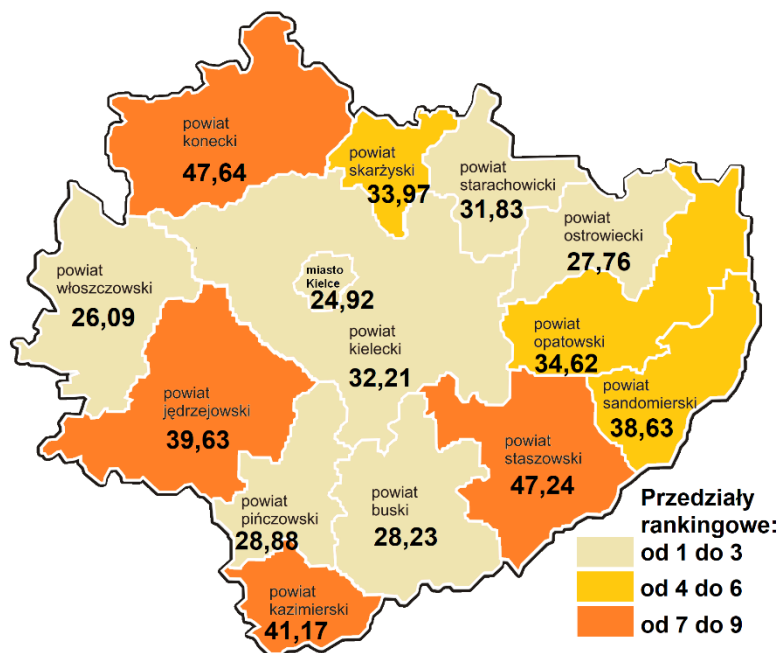 powiat
konecki
47,64
powiat
skarżyski
33,97
powiat
starachowicki
31,83
powiat
ostrowiecki
27,76
powiat
włoszczowski
26,09
miasto
Kielce
24,92
powiat
kielecki
32,21
powiat
opatowski
34,62
powiat
sandomierski
38,63
powiat
jędrzejowski
39,63
powiat
staszowski
47,24
powiat
pińczowski
28,88
powiat
buski
28,23
powiat
kazimierski
41,17
Przedziały
rankingowe:
od 1 do 3
od 4 do 6
od 7 do 9